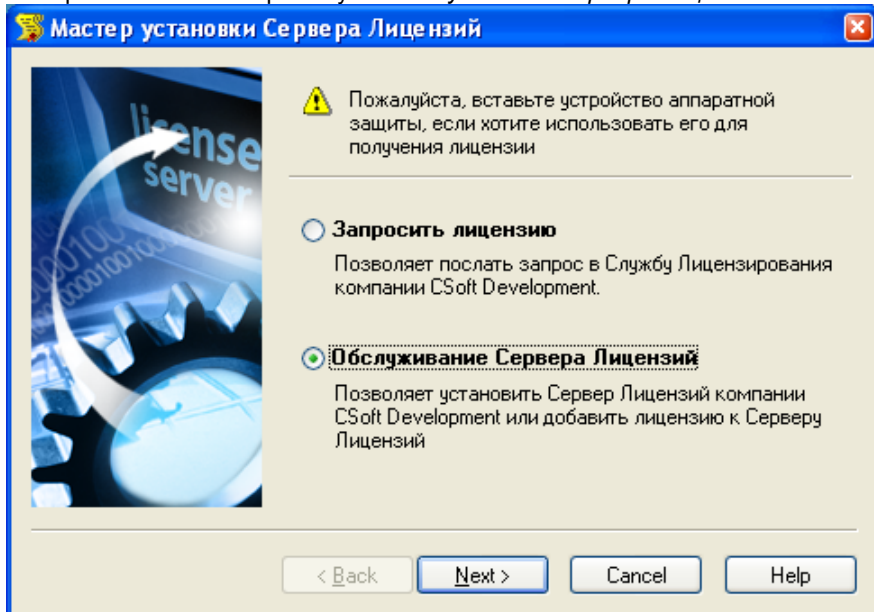 Мастер установки Сервера Лицензий
license
server
Пожалуйста, вставьте устройство аппаратной
защиты, если хотите использовать его для
получения лицензии
Запросить лицензию
Позволяет послать запрос в Службу Лицензирования
компании CSoft Development.
Обслуживание Сервера Лицензий
Позволяет установить Сервер Лицензий компании
CSoft Development или добавить лицензию к Серверу
Лицензий
< Back
Next >
Cancel
Help